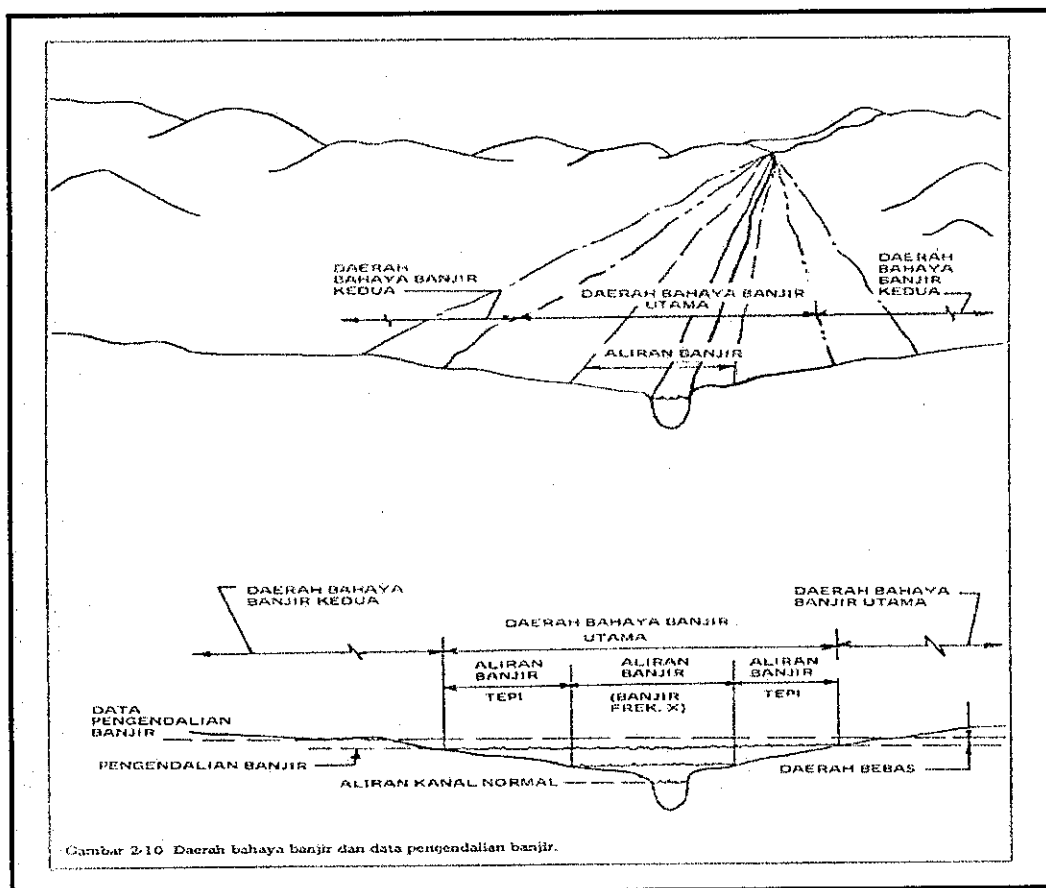 DAERAH
BAHAYA BANJIR
KEDUA
DAERAH BAHAYA BANJIR
UTAMA
DAERAH
BAHAYA
BANJIR
KEDUA
ALIRAN BANJIR
DAERAH BAHAYA
BANJIR KEDUA
DAERAH BAHAYA BANJIR
UTAMA
DAERAH BAHAYA
BANJIR UTAMA
ALIRAN
BANJIR
TEPI
ALIRAN
BANJIR
(BANJIR
FREK. X)
ALIRAN
BANJIR
TEPI
DATA
PENGENDALIAN
BANJIR
PENGENDALIAN BANJIR
ALIRAN KANAL NORMAL
DAERAH BEBAS
Gambar 2-10 Daerah bahaya banjir dan data pengendalian banjir.